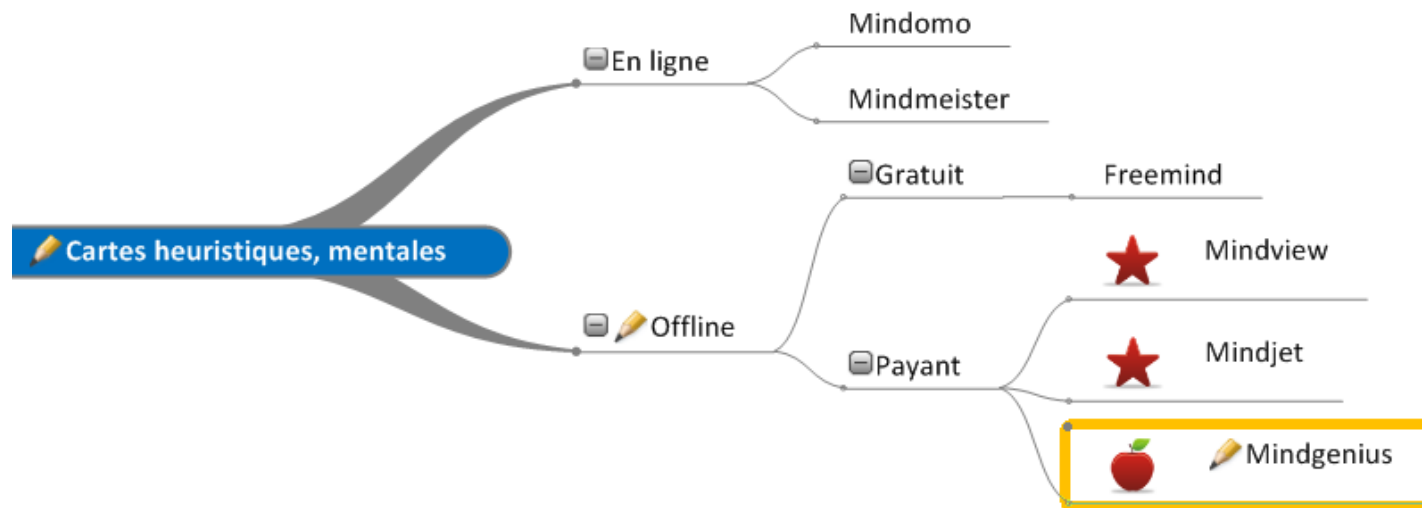 Mindomo
En ligne
Mindmeister
Gratuit
Freemind
Cartes heuristiques, mentales
Mindview
Offline
Mindjet
Payant
Mindgenius